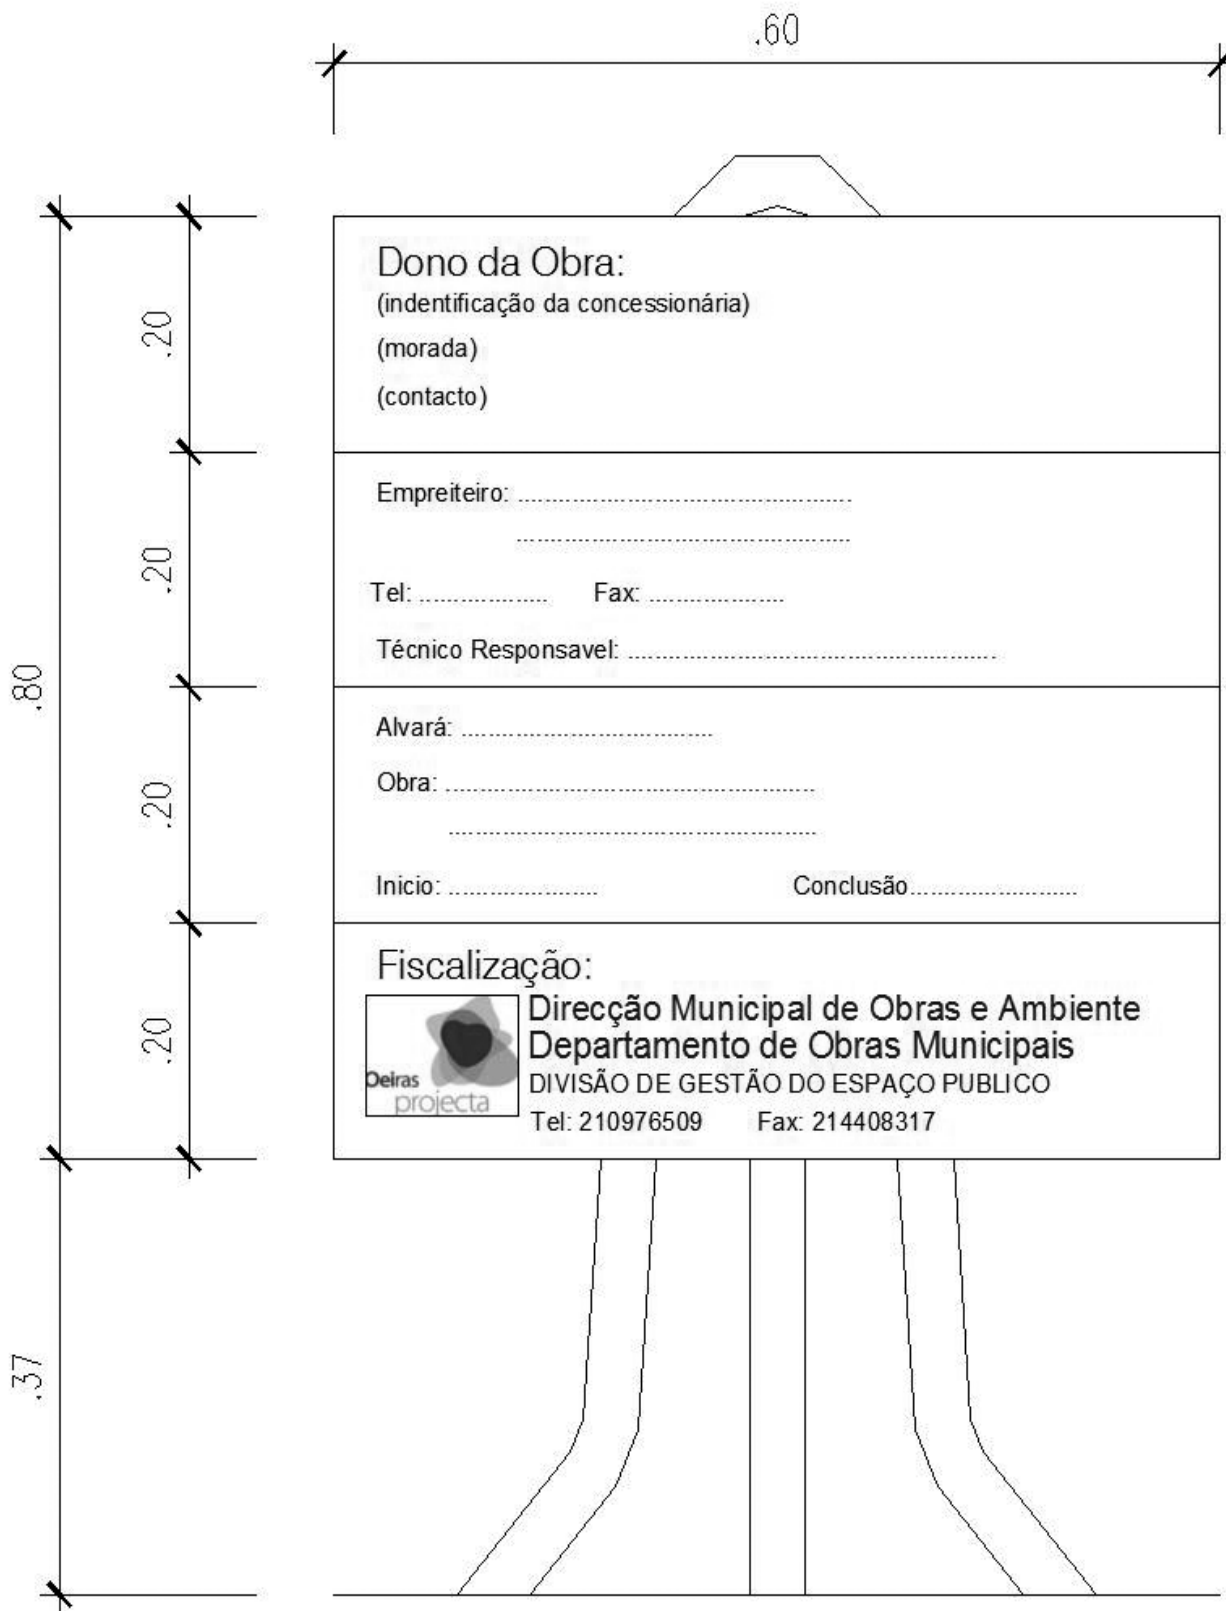 .60
.80
.20
Dono da Obra:
(indentificação da concessionária)
(morada)
(contacto)
.20
Empreiteiro: ..................................................
..................................................
Tel: ................... Fax: ....................
Técnico Responsavel: .......................................................
.20
Alvará: ......................................
Obra: ........................................................
........................................................
Inicio: ...................... Conclusão.........................
.20
Fiscalização:
Oeiras
projecta
Direcção Municipal de Obras e Ambiente
Departamento de Obras Municipais
DIVISÃO DE GESTÃO DO ESPAÇO PUBLICO
Tel: 210976509 Fax: 214408317
.37